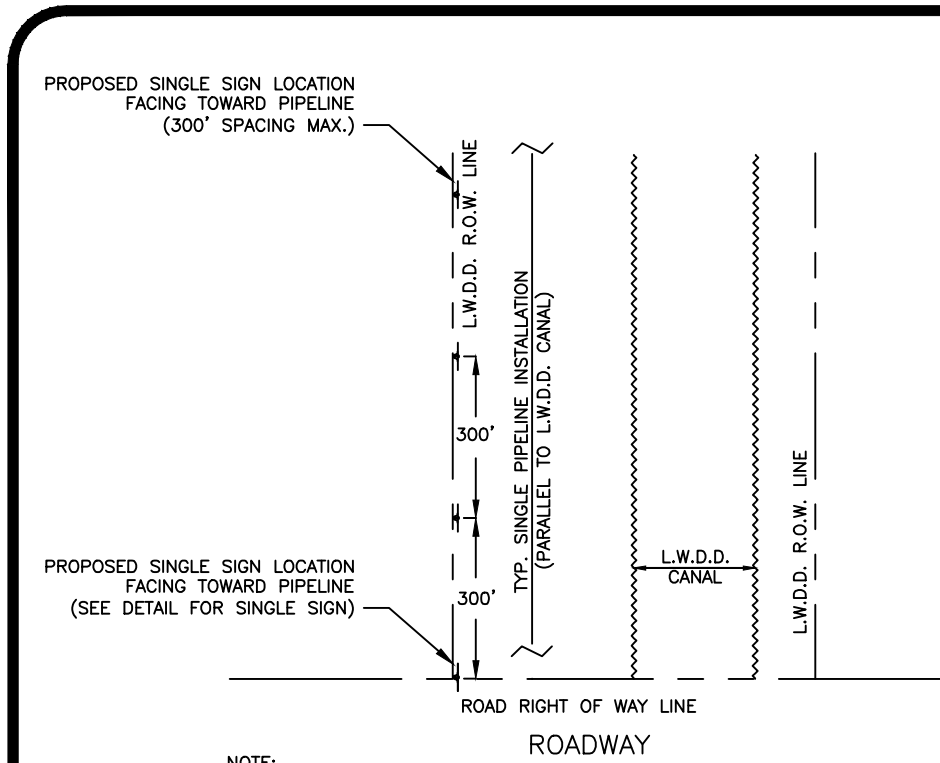 PROPOSED SINGLE SIGN LOCATION
FACING TOWARD PIPELINE
(300' SPACING MAX.)
L.W.D.D. R.O.W. LINE
TYP. SINGLE PIPELINE INSTALLATION
(PARALLEL TO L.W.D.D. CANAL)
300'
L.W.D.D. R.O.W. LINE
L.W.D.D.
CANAL
PROPOSED SINGLE SIGN LOCATION
FACING TOWARD PIPELINE
(SEE DETAIL FOR SINGLE SIGN)
300'
ROAD RIGHT OF WAY LINE
ROADWAY
NOTE: